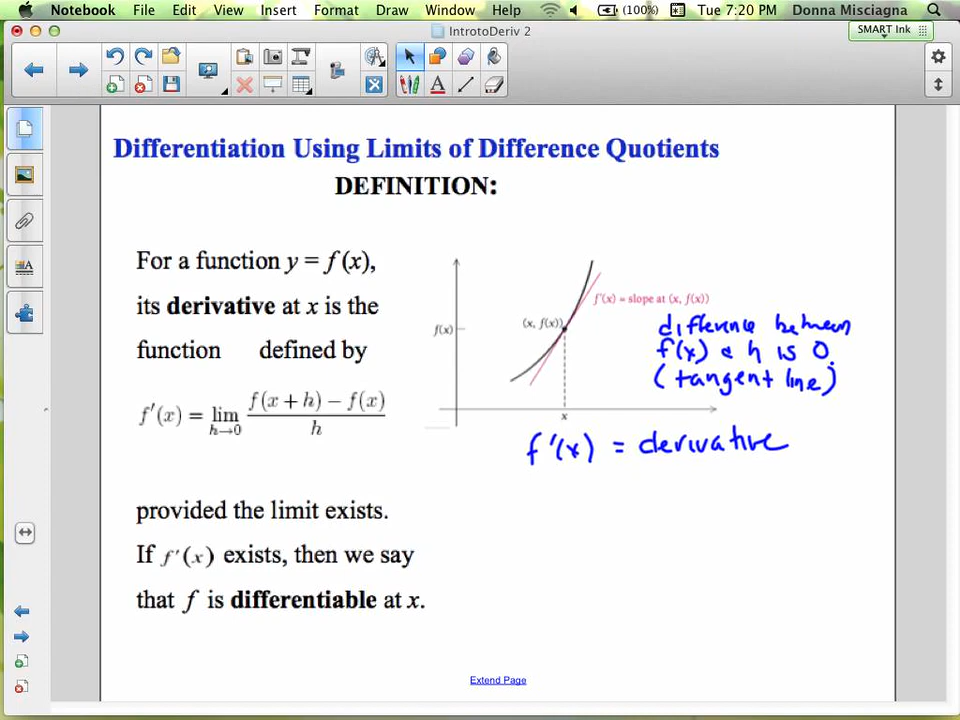 Notebook File Edit View Insert Format Draw Window Help (100%) Tue 7:20 PM Donna Misciagna
IntrotoDeriv 2
SMART Ink
Differentiation Using Limits of Difference Quotients
DEFINITION:
For a function y = f (x),
its derivative at x is the
function defined by
f′(x) = lim h→0 f(x + h) − f(x) / h
provided the limit exists.
If f′(x) exists, then we say
that f is differentiable at x.
f'(x) = slope at (x, f(x))
(x, f(x))
f(x)
x
difference between
f(x) & h is 0.
(tangent line)
f'(x) = derivative
Extend Page